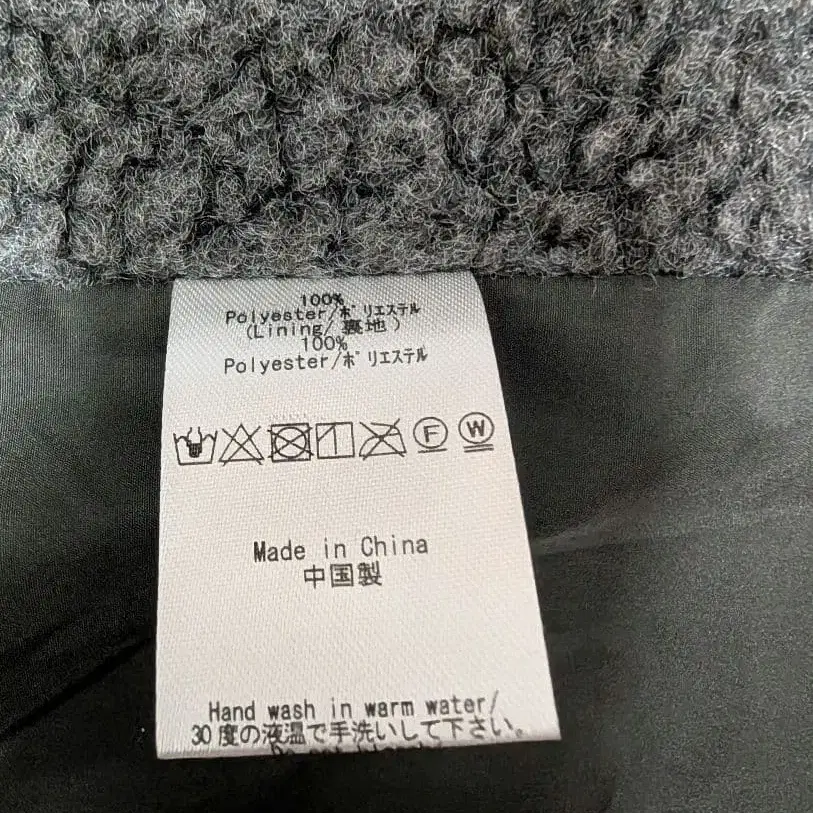 100%
Polyester/ポリエステル
(Lining/ 裏地 )
100%
Polyester/ポリエステル
F W
Made in China
中国製
Hand wash in warm water/
30 度の液温で手洗いして下さい。